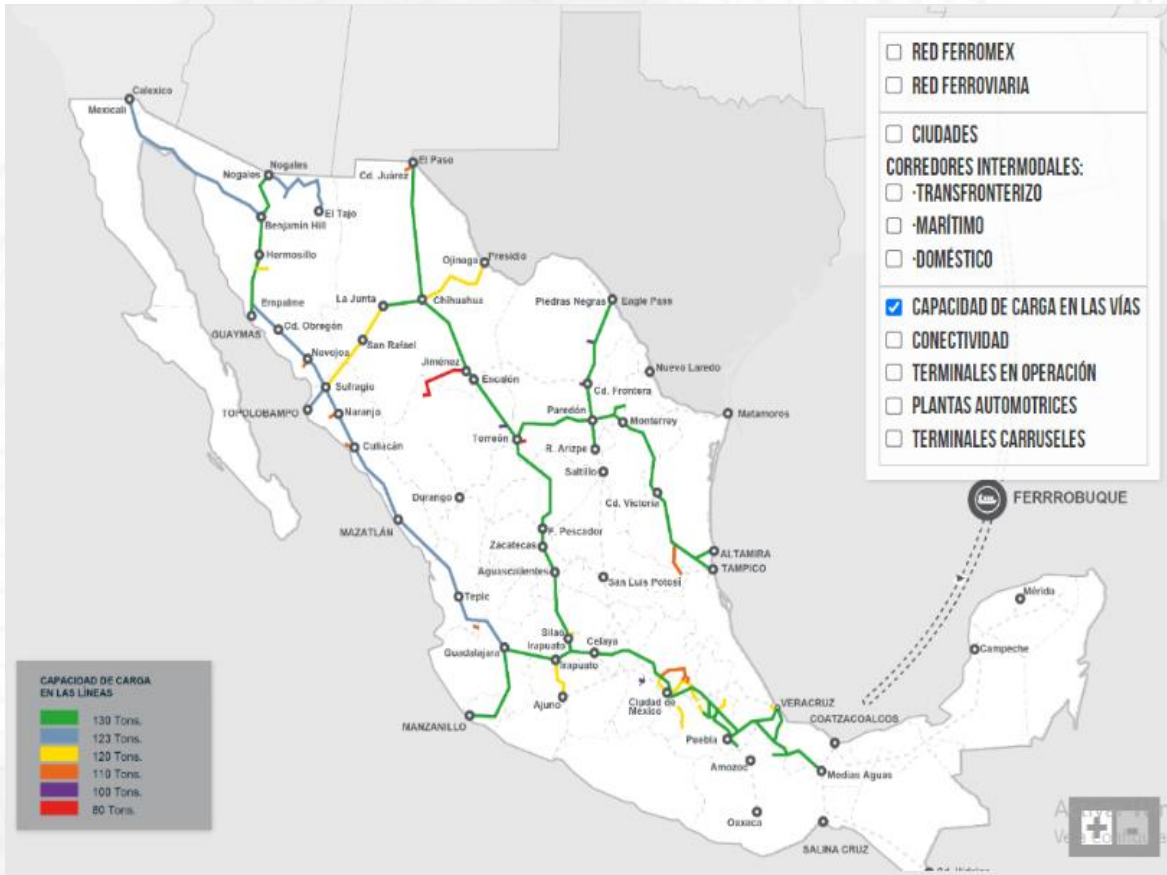 RED FERROMEX
RED FERROVIARIA
CIUDADES
CORREDORES INTERMODALES:
·TRANSFRONTERIZO
·MARÍTIMO
·DOMÉSTICO
CAPACIDAD DE CARGA EN LAS VÍAS
CONECTIVIDAD
TERMINALES EN OPERACIÓN
PLANTAS AUTOMOTRICES
TERMINALES CARRUSELES
FERRROBUQUE
Calexico
Mexicali
Nogales
Nogales
El Tajo
Benjamín Hill
Hermosillo
Empalme
GUAYMAS
Cd. Obregón
Navojoa
Sufragio
TOPOLOBAMPO
Naranjo
Culiacán
MAZATLÁN
Tepic
Guadalajara
MANZANILLO
El Paso
Cd. Juárez
Ojinaga
Presidio
La Junta
Chihuahua
San Rafael
Jiménez
Escalón
Torreón
Durango
Piedras Negras
Eagle Pass
Nuevo Laredo
Cd. Frontera
Paredón
Monterrey
Matamoros
R. Arizpe
Saltillo
Cd. Victoria
F. Pescador
Zacatecas
Aguascalientes
San Luis Potosí
ALTAMIRA
TAMPICO
Silao
Irapuato
Celaya
Irapuato
Ajuno
Ciudad de
México
Puebla
Amozoc
Oaxaca
VERACRUZ
COATZACOALCOS
Medias Aguas
SALINA CRUZ
Campeche
Mérida
CAPACIDAD DE CARGA
EN LAS LÍNEAS
130 Tons.
123 Tons.
120 Tons.
110 Tons.
100 Tons.
80 Tons.
+
-